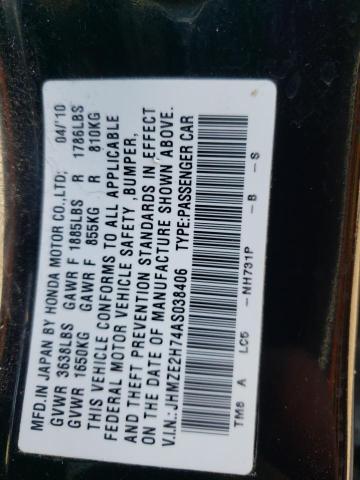 MFD.IN JAPAN BY HONDA MOTOR CO.,LTD; 04/'10
GVWR 3638LBS GAWR F 1885LBS R 1786LBS
GVWR 1650KG GAWR F 855KG R 810KG
THIS VEHICLE CONFORMS TO ALL APPLICABLE
FEDERAL MOTOR VEHICLE SAFETY ,BUMPER,
AND THEFT PREVENTION STANDARDS IN EFFECT
ON THE DATE OF MANUFACTURE SHOWN ABOVE.
V.I.N.:JHMZE2H74AS038406 TYPE:PASSENGER CAR
NH731P - B - S
TM8 A LC5-